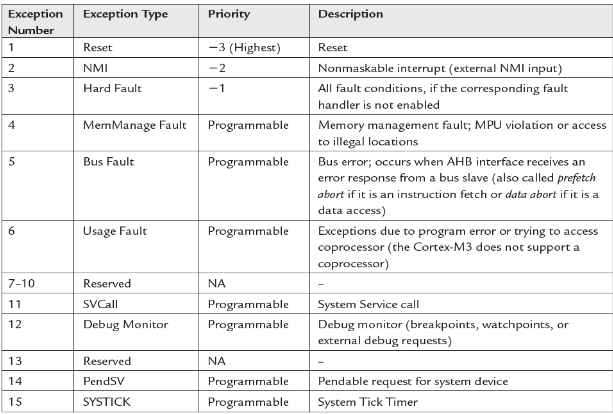 Exception Number Exception Type Priority Description
1 Reset −3 (Highest) Reset
2 NMI −2 Nonmaskable interrupt (external NMI input)
3 Hard Fault −1 All fault conditions, if the corresponding fault
handler is not enabled
4 MemManage Fault Programmable Memory management fault; MPU violation or access
to illegal locations
5 Bus Fault Programmable Bus error; occurs when AHB interface receives an
error response from a bus slave (also called prefetch
abort if it is an instruction fetch or data abort if it is a
data access)
6 Usage Fault Programmable Exceptions due to program error or trying to access
coprocessor (the Cortex-M3 does not support a
coprocessor)
7–10 Reserved NA –
11 SVCall Programmable System Service call
12 Debug Monitor Programmable Debug monitor (breakpoints, watchpoints, or
external debug requests)
13 Reserved NA –
14 PendSV Programmable Pendable request for system device
15 SYSTICK Programmable System Tick Timer